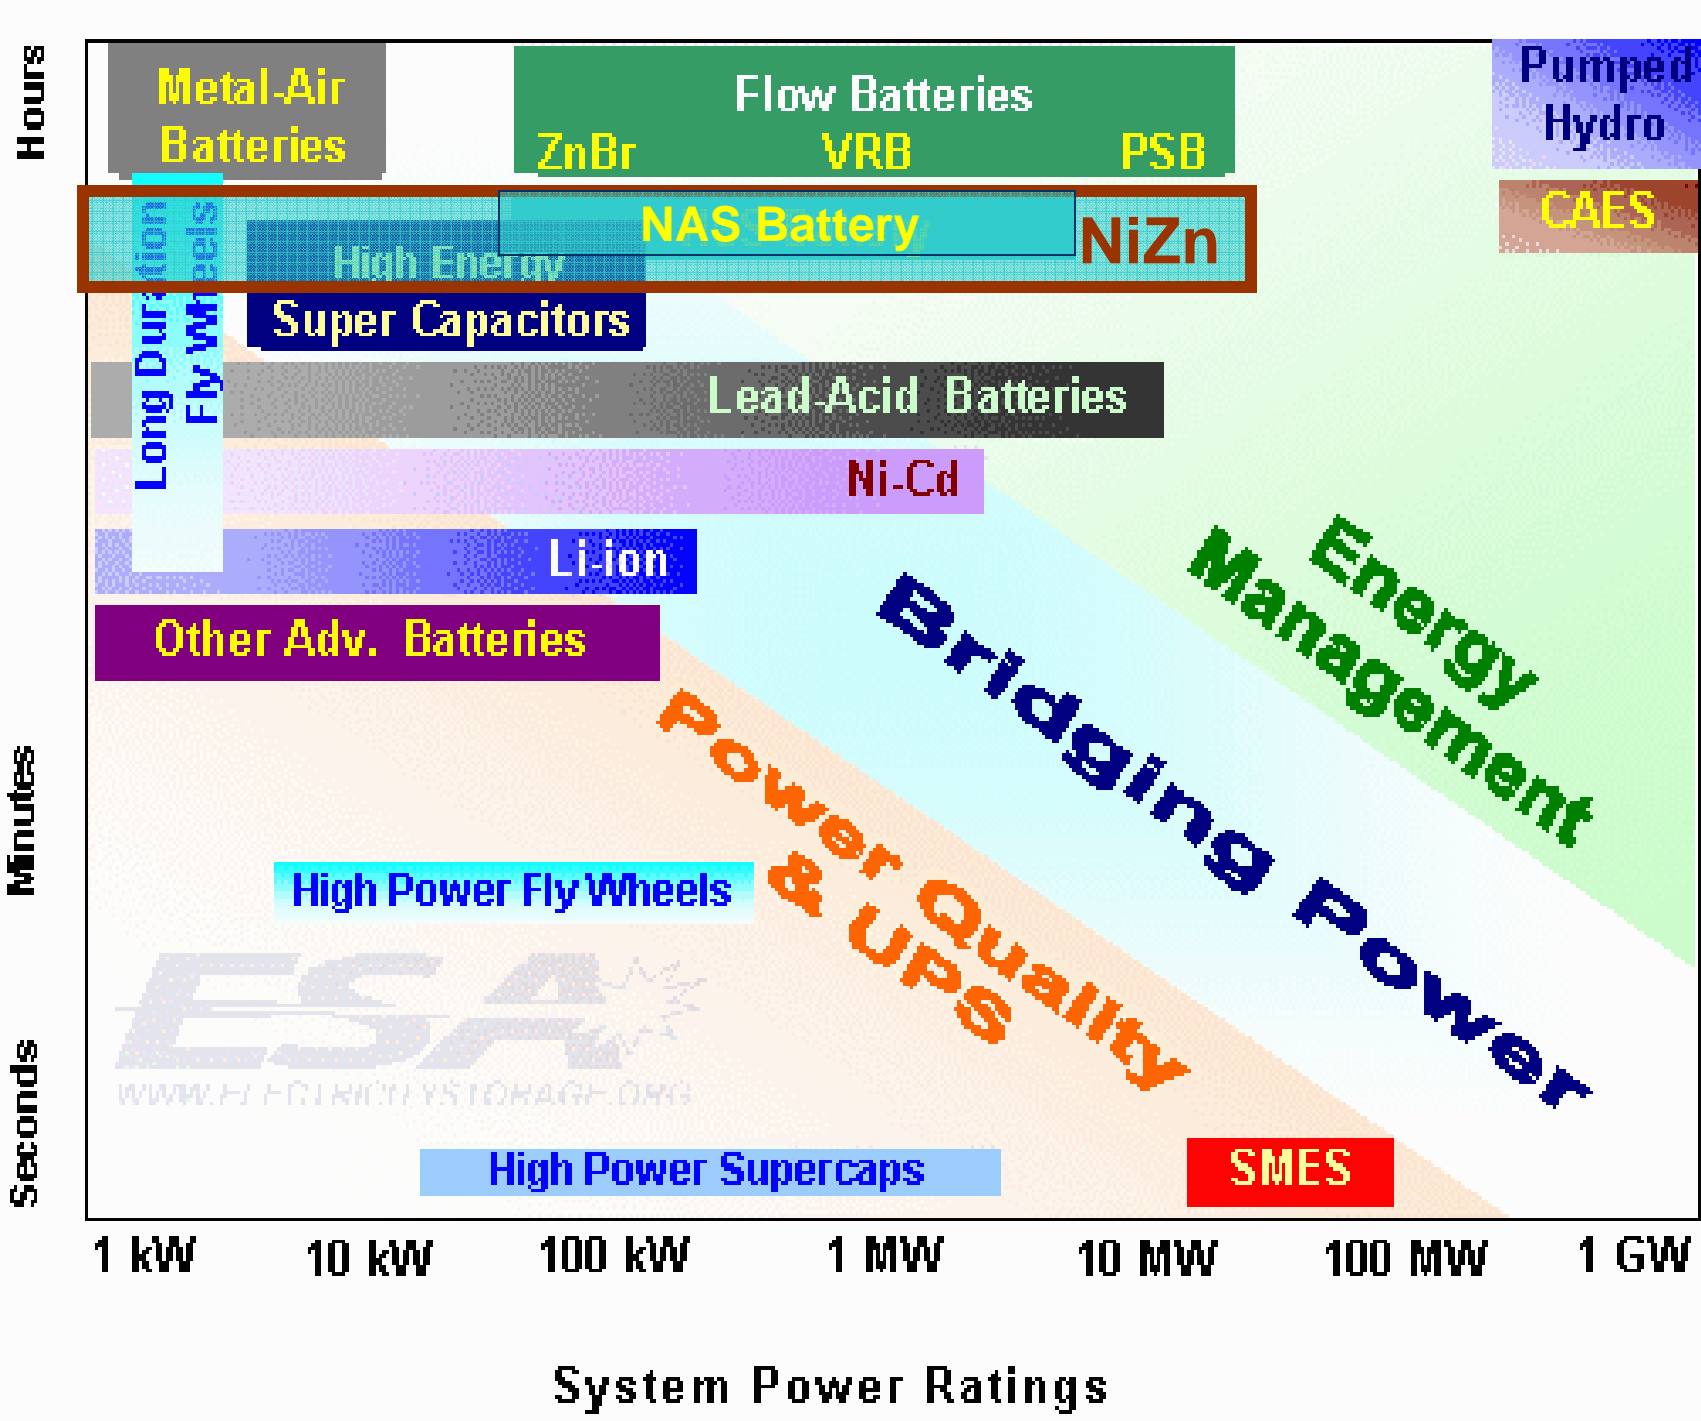 Hours
Minutes
Seconds
Metal-Air
Batteries
Flow Batteries
ZnBr VRB PSB
Pumped
Hydro
CAES
NAS Battery
NiZn
High Energy
Super Capacitors
Long Duration
Fly Wheels
Lead-Acid Batteries
Ni-Cd
Li-ion
Other Adv. Batteries
Energy
Management
Bridging Power
Power Quality
& UPS
High Power Fly Wheels
ESA
WWW.ELECTRICITYSTORAGE.ORG
High Power Supercaps
SMES
1 kW 10 kW 100 kW 1 MW 10 MW 100 MW 1 GW
System Power Ratings